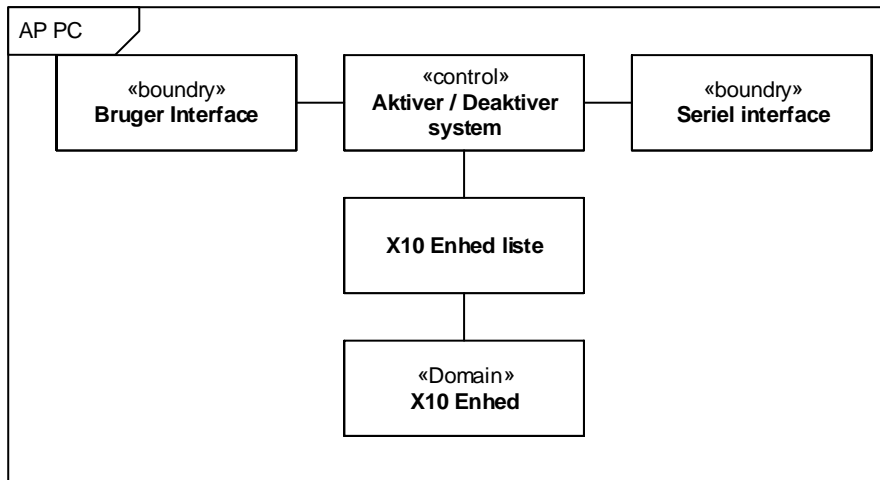 AP PC
«boundry»
Bruger Interface
«control»
Aktiver / Deaktiver
system
«boundry»
Seriel interface
X10 Enhed liste
«Domain»
X10 Enhed